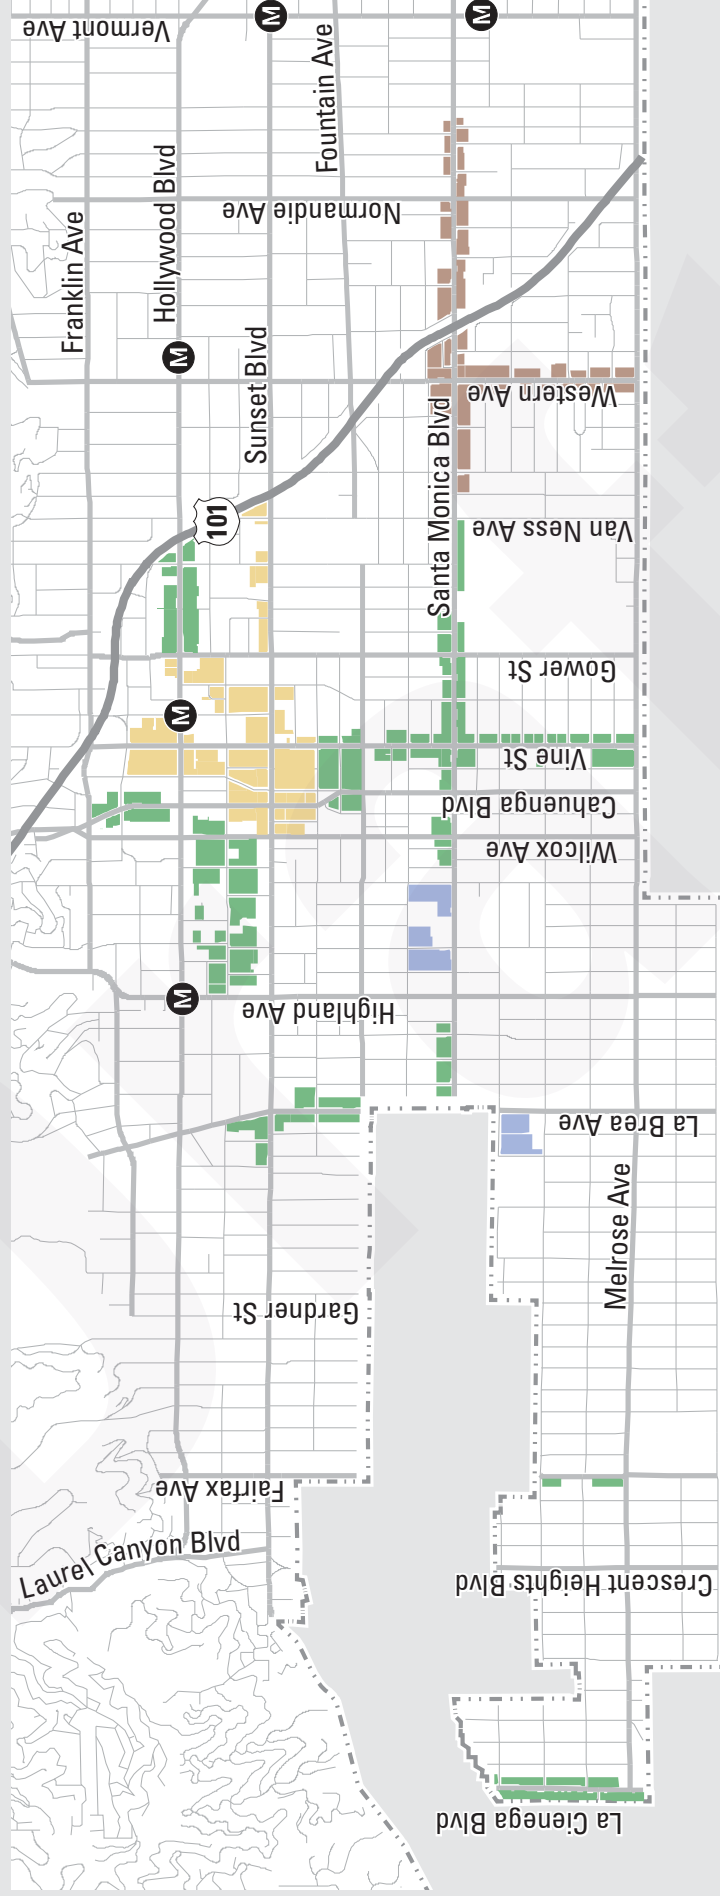 Vermont Ave
M
M
Fountain Ave
Hollywood Blvd
Normandie Ave
Franklin Ave
M
Sunset Blvd
Western Ave
Santa Monica Blvd
101
Van Ness Ave
Gower St
M
Vine St
Cahuenga Blvd
Wilcox Ave
M
Highland Ave
La Brea Ave
Melrose Ave
Gardner St
Fairfax Ave
Laurel Canyon Blvd
Crescent Heights Blvd
La Cienega Blvd
Draft